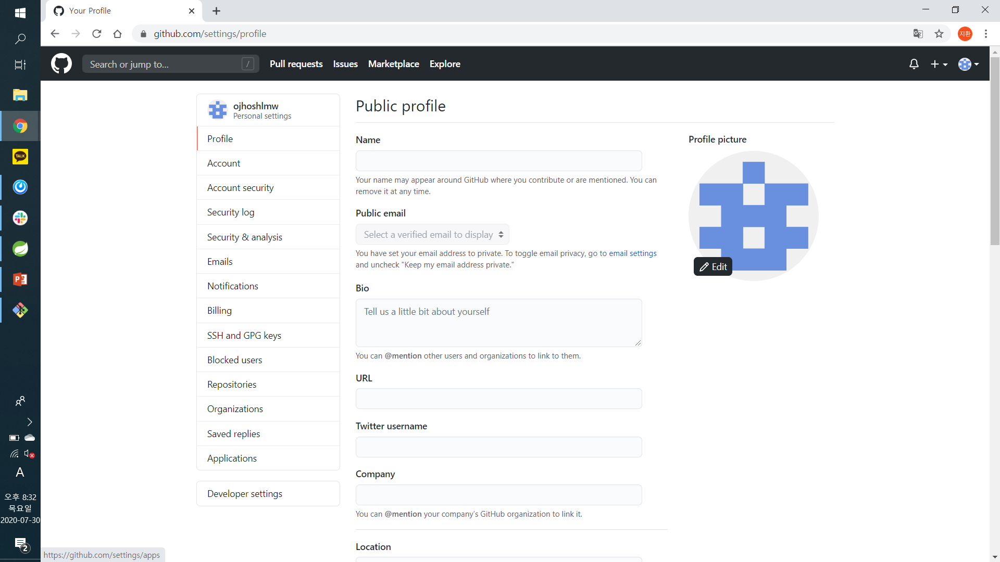 Your Profile
github.com/settings/profile
지환
Search or jump to...
/
Pull requests
Issues
Marketplace
Explore
ojhoshlmw
Personal settings
Profile
Account
Account security
Security log
Security & analysis
Emails
Notifications
Billing
SSH and GPG keys
Blocked users
Repositories
Organizations
Saved replies
Applications
Developer settings
Public profile
Name
Your name may appear around GitHub where you contribute or are mentioned. You can
remove it at any time.
Public email
Select a verified email to display
You have set your email address to private. To toggle email privacy, go to email settings
and uncheck "Keep my email address private."
Bio
Tell us a little bit about yourself
You can @mention other users and organizations to link to them.
URL
Twitter username
Company
You can @mention your company's GitHub organization to link it.
Location
Profile picture
Edit
TALK
P
A
오후 8:32
목요일
2020-07-30
2
https://github.com/settings/apps